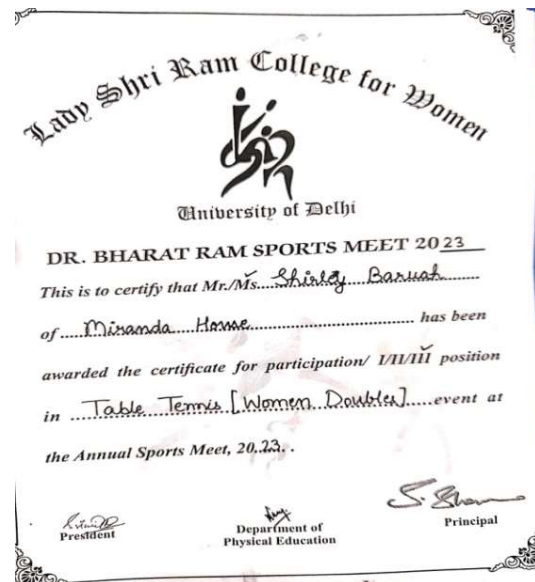 Lady Shri Ram College for Women
University of Delhi
DR. BHARAT RAM SPORTS MEET 2023
This is to certify that Mr./Ms. Shirley Baruah
of Miranda House has been
awarded the certificate for participation/ I/II/III position
in Table Tennis [Women Doubles] event at
the Annual Sports Meet, 2023.
President
Department of
Physical Education
Principal